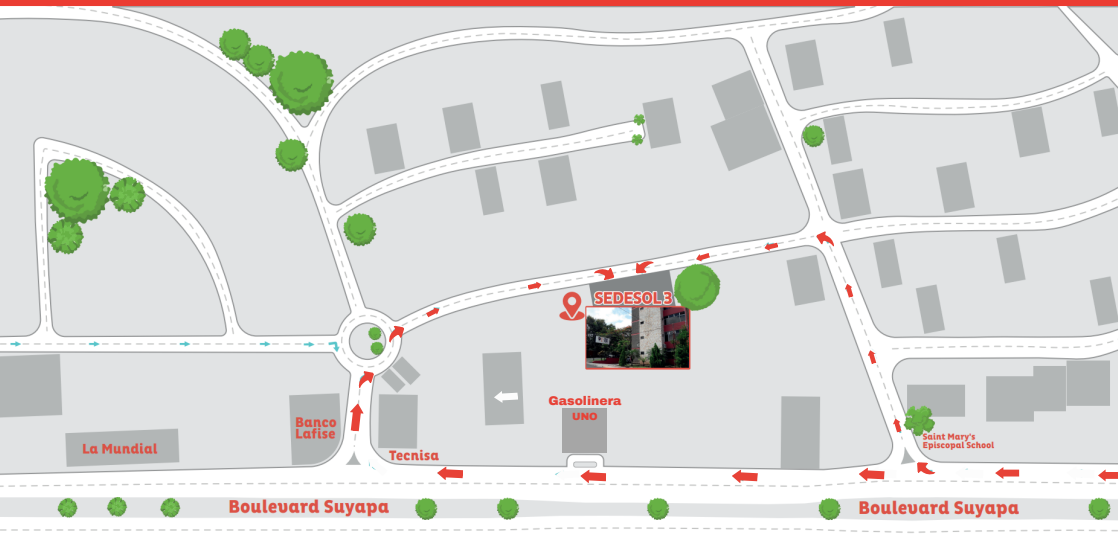 SEDESOL 3
Gasolinera
UNO
Banco
Lafise
La Mundial
Tecnisa
Saint Mary's
Episcopal School
Boulevard Suyapa
Boulevard Suyapa